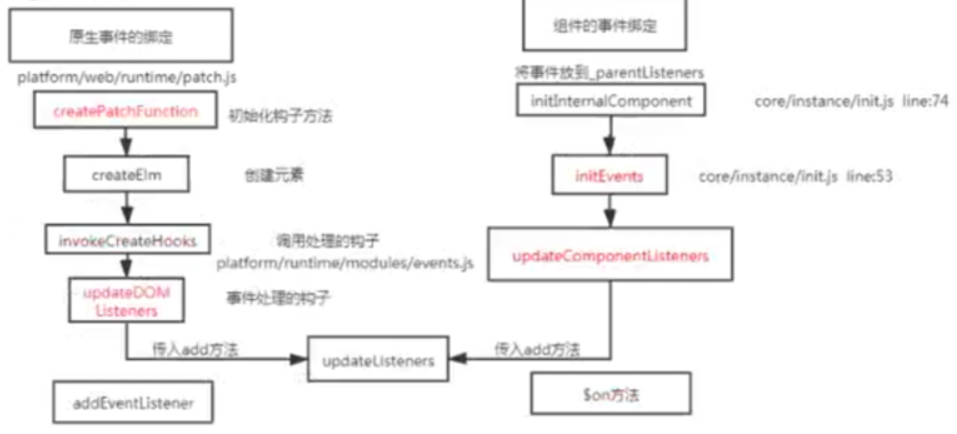 原生事件的绑定
platform/web/runtime/patch.js
createPatchFunction
初始化构子方法
createElm
创建元素
invokeCreateHooks
调用处理的构子
platform/runtime/modules/events.js
updateDOM
Listeners
事件处理的构子
传入add方法
updateListeners
addEventListener
组件的事件绑定
将事件放到_parentListeners
initInternalComponent
core/instance/init.js line:74
initEvents
core/instance/init.js line:53
updateComponentListeners
传入add方法
$on方法